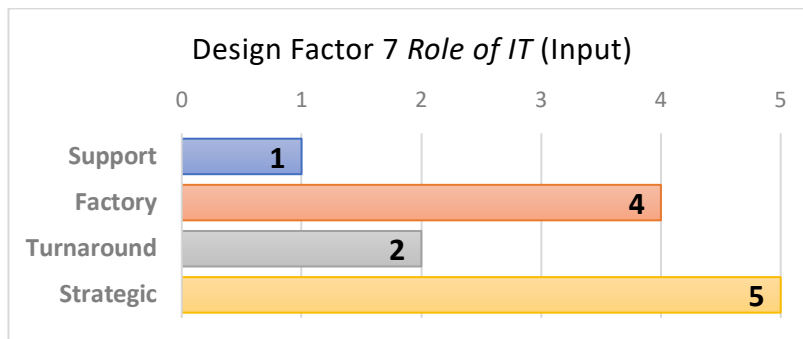 Design Factor 7 Role of IT (Input)
0 1 2 3 4 5
Support 1
Factory 4
Turnaround 2
Strategic 5